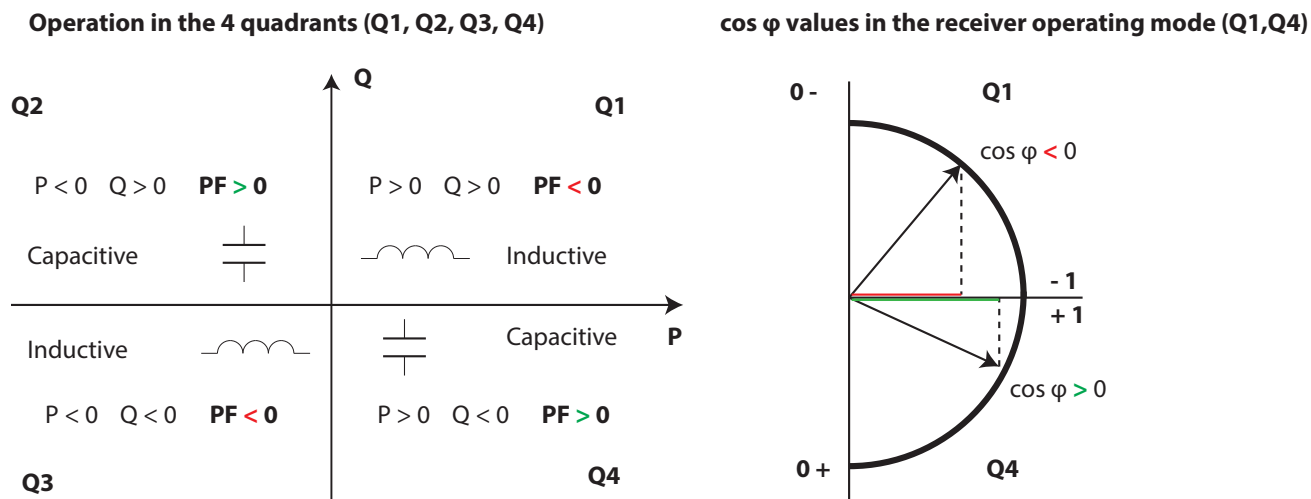 Operation in the 4 quadrants (Q1, Q2, Q3, Q4)
Q
Q2
Q1
P < 0 Q > 0 PF > 0
P > 0 Q > 0 PF < 0
Capacitive
Inductive
P
Inductive
Capacitive
P < 0 Q < 0 PF < 0
P > 0 Q < 0 PF > 0
Q3
Q4
cos φ values in the receiver operating mode (Q1,Q4)
0 -
Q1
cos φ < 0
- 1
+ 1
cos φ > 0
0 +
Q4